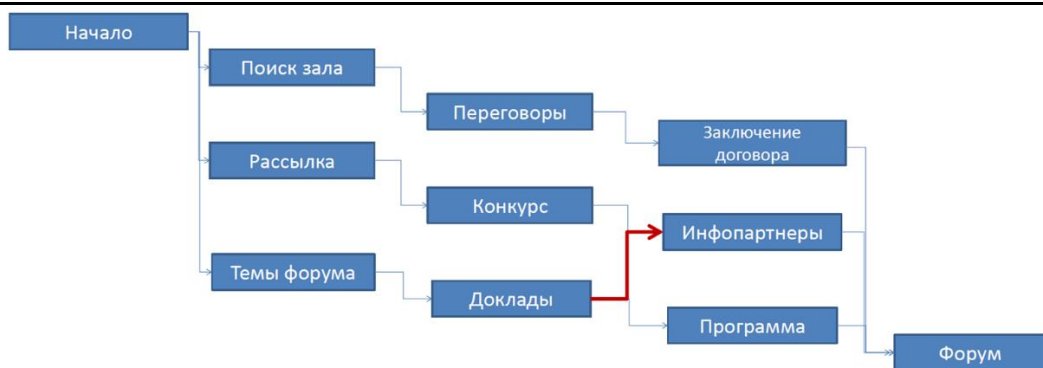 Начало
Поиск зала
Переговоры
Заключение
договора
Рассылка
Конкурс
Инфопартнеры
Темы форума
Доклады
Программа
Форум